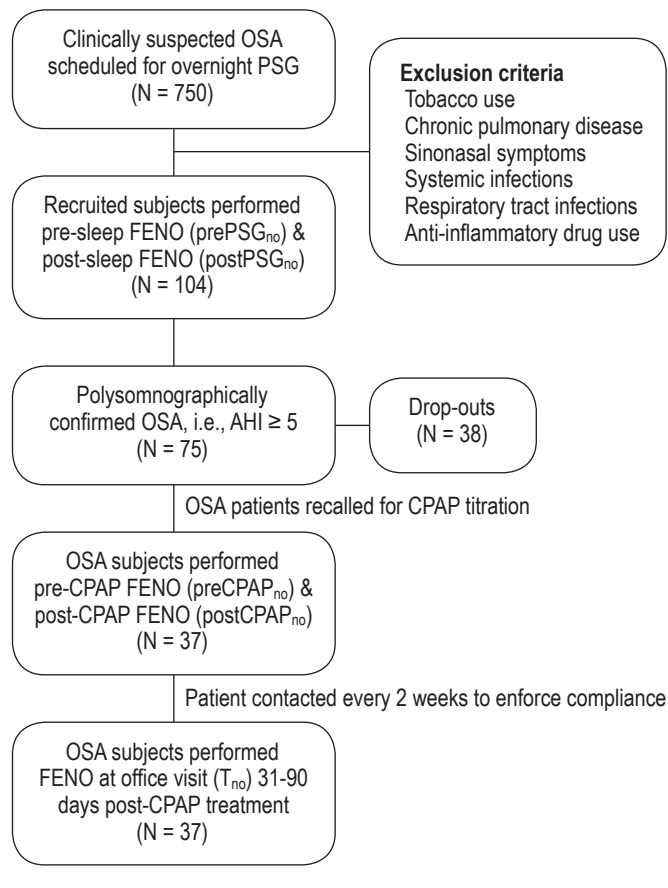 Clinically suspected OSA
scheduled for overnight PSG
(N = 750)
Exclusion criteria
Tobacco use
Chronic pulmonary disease
Sinonasal symptoms
Systemic infections
Respiratory tract infections
Anti-inflammatory drug use
Recruited subjects performed
pre-sleep FENO (prePSGno) &
post-sleep FENO (postPSGno)
(N = 104)
Polysomnographically
confirmed OSA, i.e., AHI ≥ 5
(N = 75)
Drop-outs
(N = 38)
OSA patients recalled for CPAP titration
OSA subjects performed
pre-CPAP FENO (preCPAPno) &
post-CPAP FENO (postCPAPno)
(N = 37)
Patient contacted every 2 weeks to enforce compliance
OSA subjects performed
FENO at office visit (Tno) 31-90
days post-CPAP treatment
(N = 37)